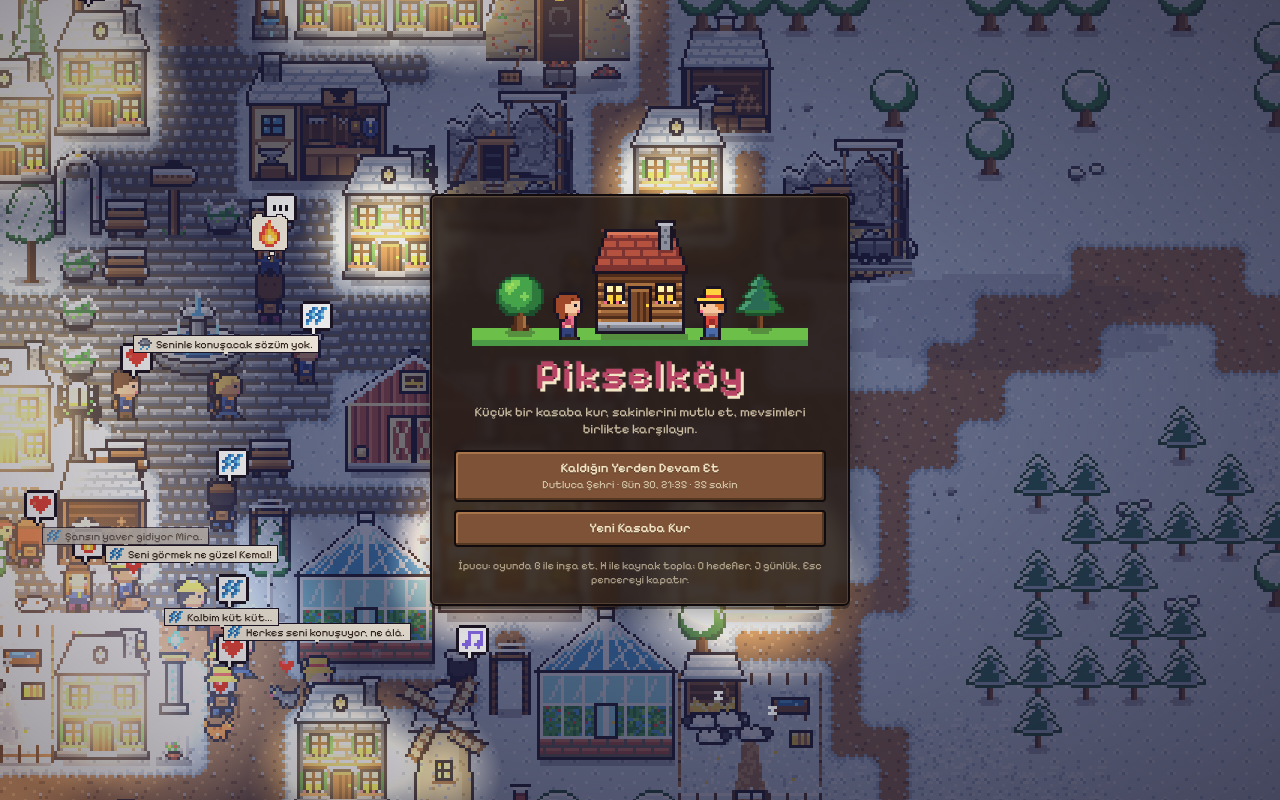 Seninle konuşacak sözüm yok.
Pikselköy
Küçük bir kasaba kur, sakinlerini mutlu et, mevsimleri
birlikte karşılayın.
Kaldığın Yerden Devam Et
Dutluca Şehri · Gün 30, 21:38 · 38 sakin
Yeni Kasaba Kur
İpucu: oyunda B ile inşa et, H ile kaynak topla; O hedefler, J günlük, Esc
pencereyi kapatır.
Şansın yaver gidiyor Mira.
Seni görmek ne güzel Kemal!
Kalbim küt küt...
Herkes seni konuşuyor, ne âlâ.